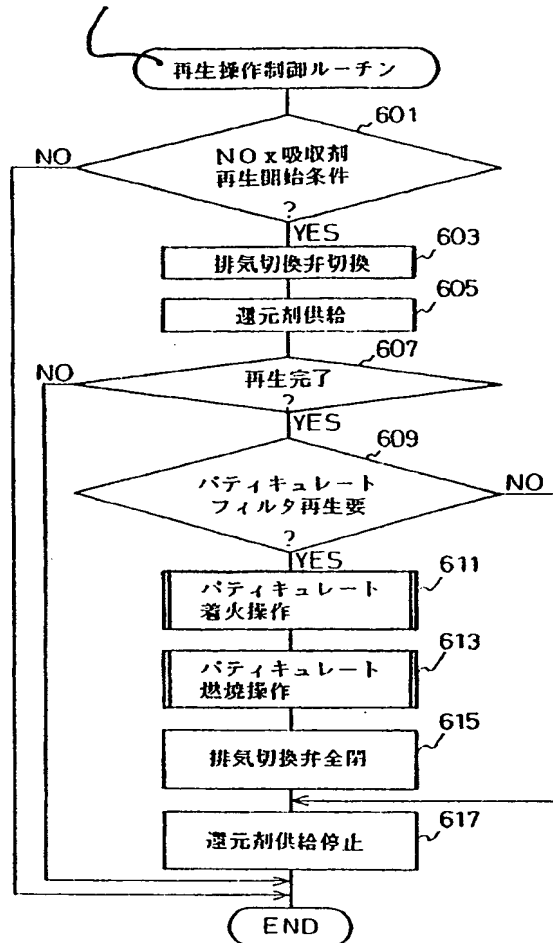 再生操作制御ルーチン
601
NO
NOx吸収剤
再生開始条件
?
YES
603
排気切換非切換
605
還元剤供給
607
NO
再生完了
?
YES
609
パティキュレート
フィルタ再生要
NO
?
YES
611
パティキュレート
着火操作
613
パティキュレート
燃焼操作
615
排気切換弁全閉
617
還元剤供給停止
END